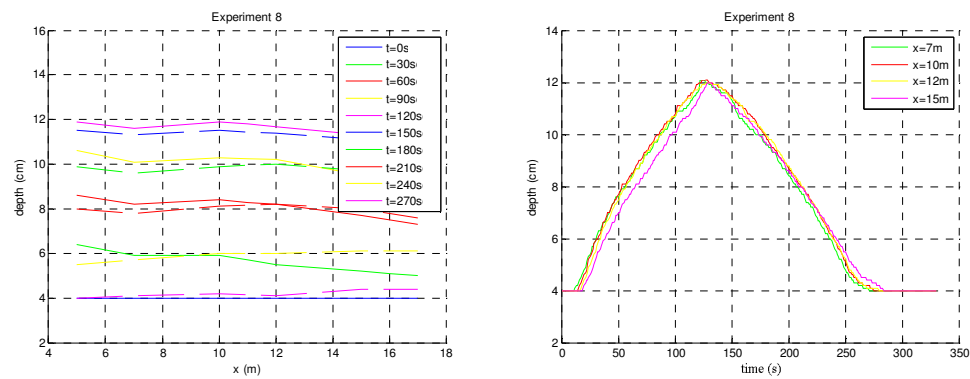 Experiment 8
16
14
12
10
8
6
4
2
depth (cm)
4 6 8 10 12 14 16 18
x (m)
t=0s
t=30s
t=60s
t=90s
t=120s
t=150s
t=180s
t=210s
t=240s
t=270s
Experiment 8
14
12
10
8
6
4
2
depth (cm)
0 50 100 150 200 250 300 350
time (s)
x=7m
x=10m
x=12m
x=15m